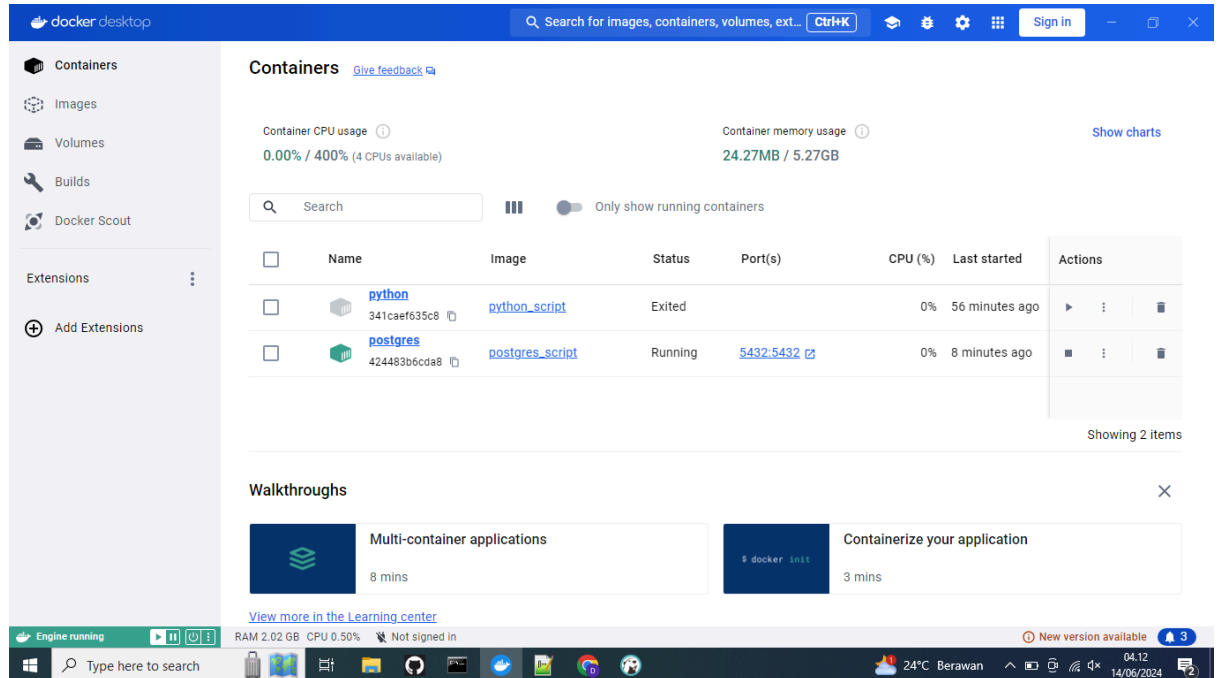 docker desktop
Search for images, containers, volumes, ext... Ctrl+K
Sign in
Containers
Images
Volumes
Builds
Docker Scout
Extensions
Add Extensions
Containers Give feedback
Container CPU usage
0.00% / 400% (4 CPUs available)
Container memory usage
24.27MB / 5.27GB
Show charts
Search
Only show running containers
Name Image Status Port(s) CPU (%) Last started Actions
python
341caef635c8
python_script Exited 0% 56 minutes ago
postgres
424483b6cda8
postgres_script Running 5432:5432 0% 8 minutes ago
Showing 2 items
Walkthroughs
Multi-container applications
8 mins
$ docker init
Containerize your application
3 mins
View more in the Learning center
Engine running
RAM 2.02 GB CPU 0.50% Not signed in
New version available 3
Type here to search
24°C Berawan
04.12
14/06/2024
2